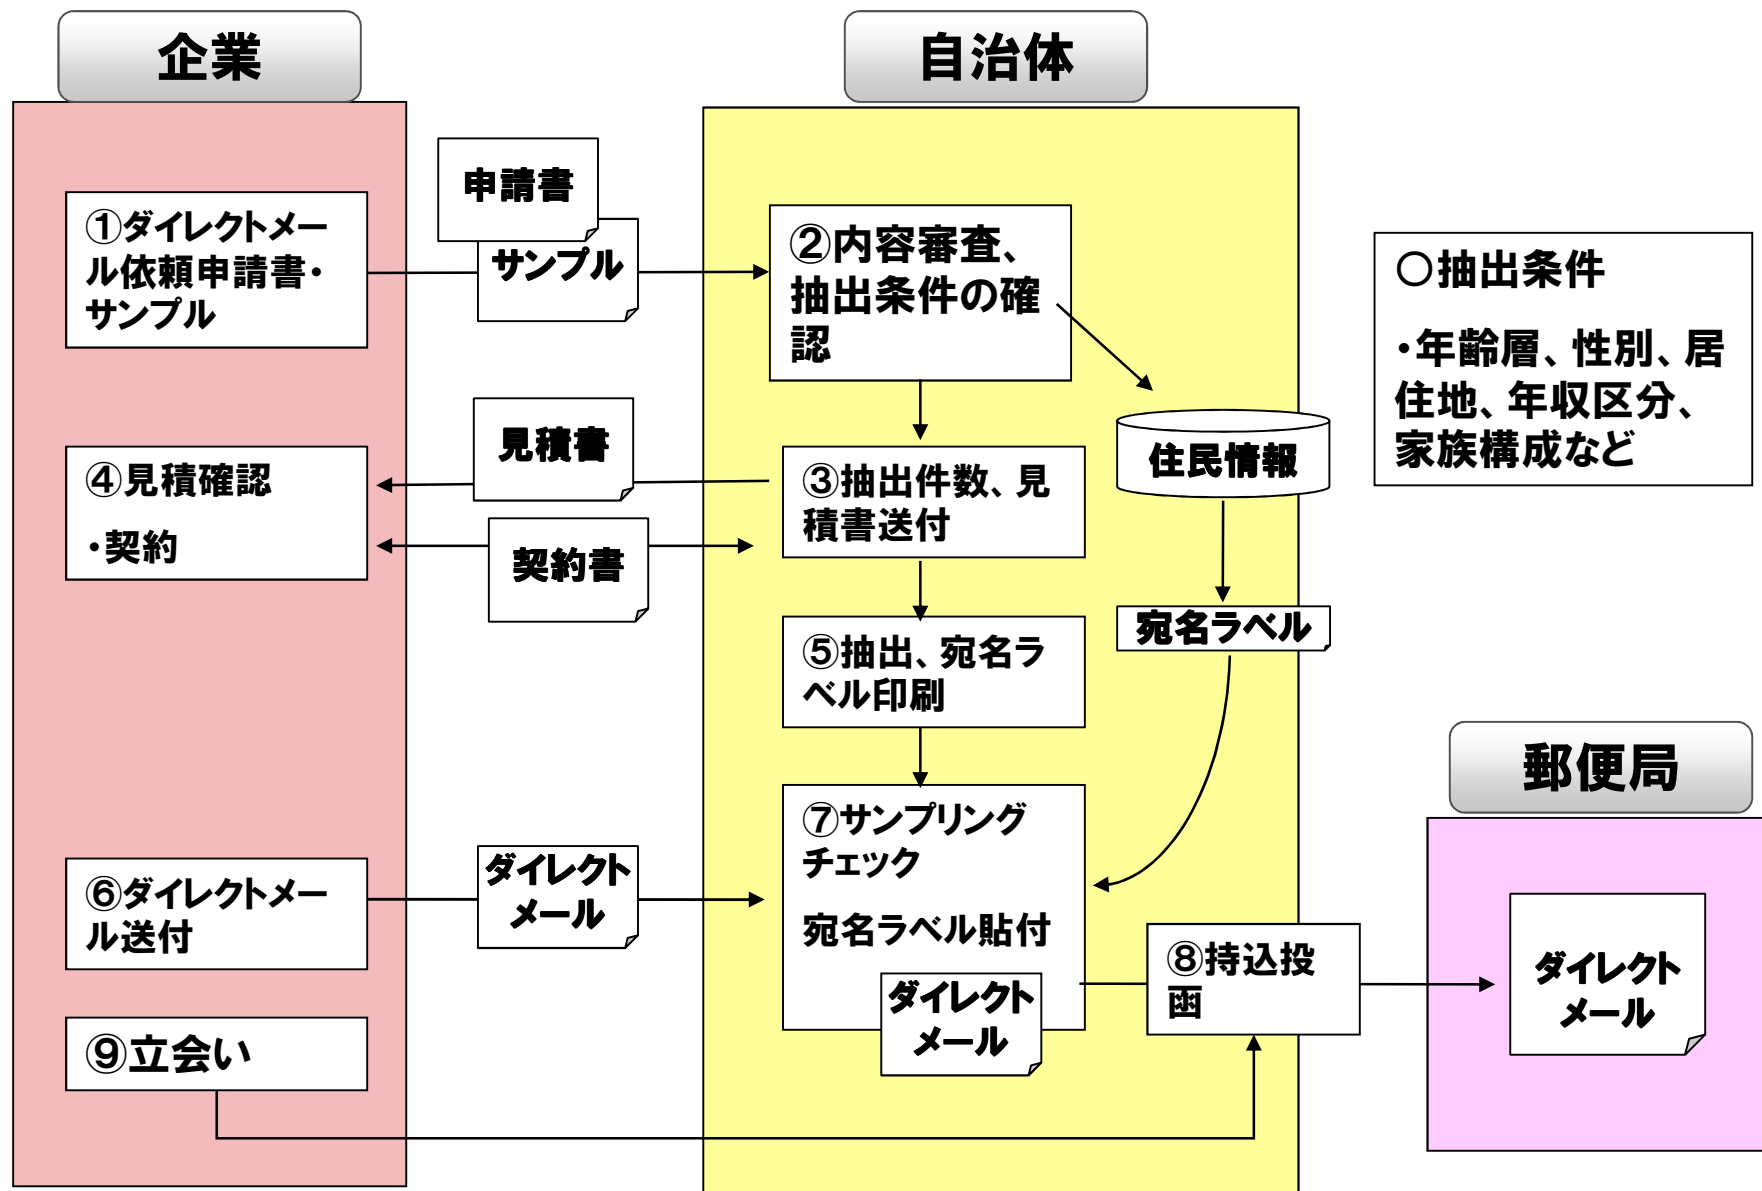 企業
自治体
申請書
サンプル
①ダイレクトメー
ル依頼申請書・
サンプル
②内容審査、
抽出条件の確
認
〇抽出条件
・年齢層、性別、居
住地、年収区分、
家族構成など
見積書
④見積確認
・契約
契約書
③抽出件数、見
積書送付
住民情報
⑤抽出、宛名ラ
ベル印刷
宛名ラベル
郵便局
⑦サンプリング
チェック
宛名ラベル貼付
ダイレクト
メール
⑥ダイレクトメー
ル送付
ダイレクト
メール
⑧持込投
函
ダイレクト
メール
⑨立会い